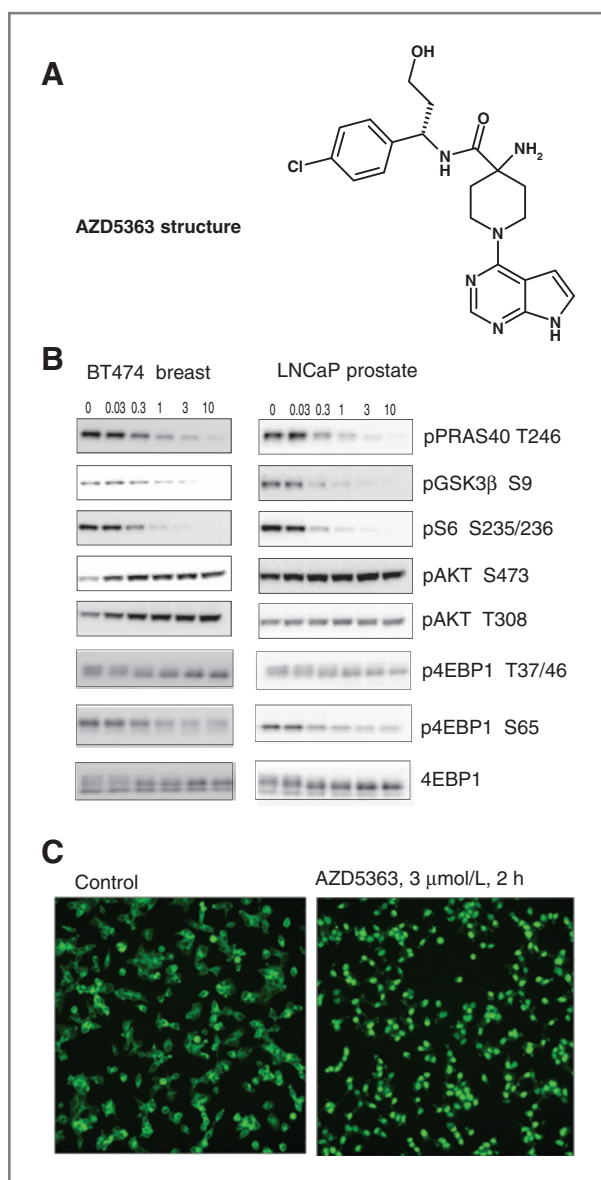 A
OH
O
Cl
N
H
NH₂
AZD5363 structure
N
N
N
N
H
B
BT474 breast
LNCaP prostate
0 0.03 0.3 1 3 10
0 0.03 0.3 1 3 10
pPRAS40 T246
pGSK3β S9
pS6 S235/236
pAKT S473
pAKT T308
p4EBP1 T37/46
p4EBP1 S65
4EBP1
C
Control
AZD5363, 3 μmol/L, 2 h